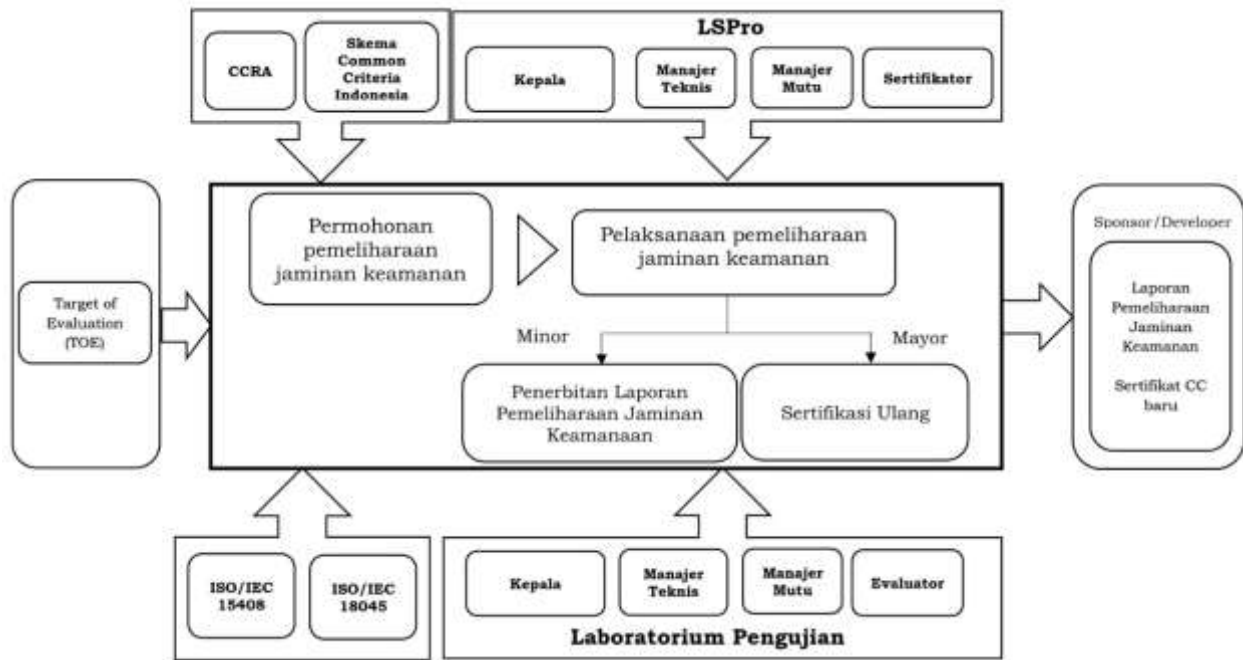 CCRA
Skema
Common
Criteria
Indonesia
LSPro
Kepala
Manajer
Teknis
Manajer
Mutu
Sertifikator
Target of
Evaluation
(TOE)
Permohonan
pemeliharaan
jaminan keamanan
Pelaksanaan pemeliharaan
jaminan keamanan
Minor
Mayor
Penerbitan Laporan
Pemeliharaan Jaminan
Keamanaan
Sertifikasi Ulang
Sponsor/Developer
Laporan
Pemeliharaan
Jaminan
Keamanan
Sertifikat CC
baru
ISO/IEC
15408
ISO/IEC
18045
Kepala
Manajer
Teknis
Manajer
Mutu
Evaluator
Laboratorium Pengujian